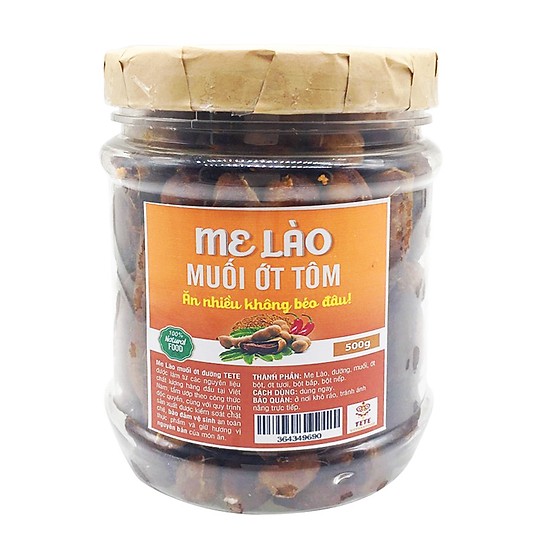 ME LÀO
MUỐI ỚT TÔM
Ăn nhiều không béo đâu!
500g
100%
Natural
FOOD
Me Lào muối ớt đường TETE
được làm từ các nguyên liệu
chất lượng hàng đầu tại Việt
Nam, tẩm ướp theo công thức
độc quyền, cùng với quy trình
sản xuất được kiểm soát chặt
chẽ, bảo đảm vệ sinh an toàn
thực phẩm và giữ hương vị
nguyên bản của món ăn.
THÀNH PHẦN: Me Lào, đường, muối, ớt
bột, ớt tươi, bột bắp, bột nếp.
CÁCH DÙNG: dùng ngay.
BẢO QUẢN: ở nơi khô ráo, tránh ánh
nắng trực tiếp.
364349690
TETE